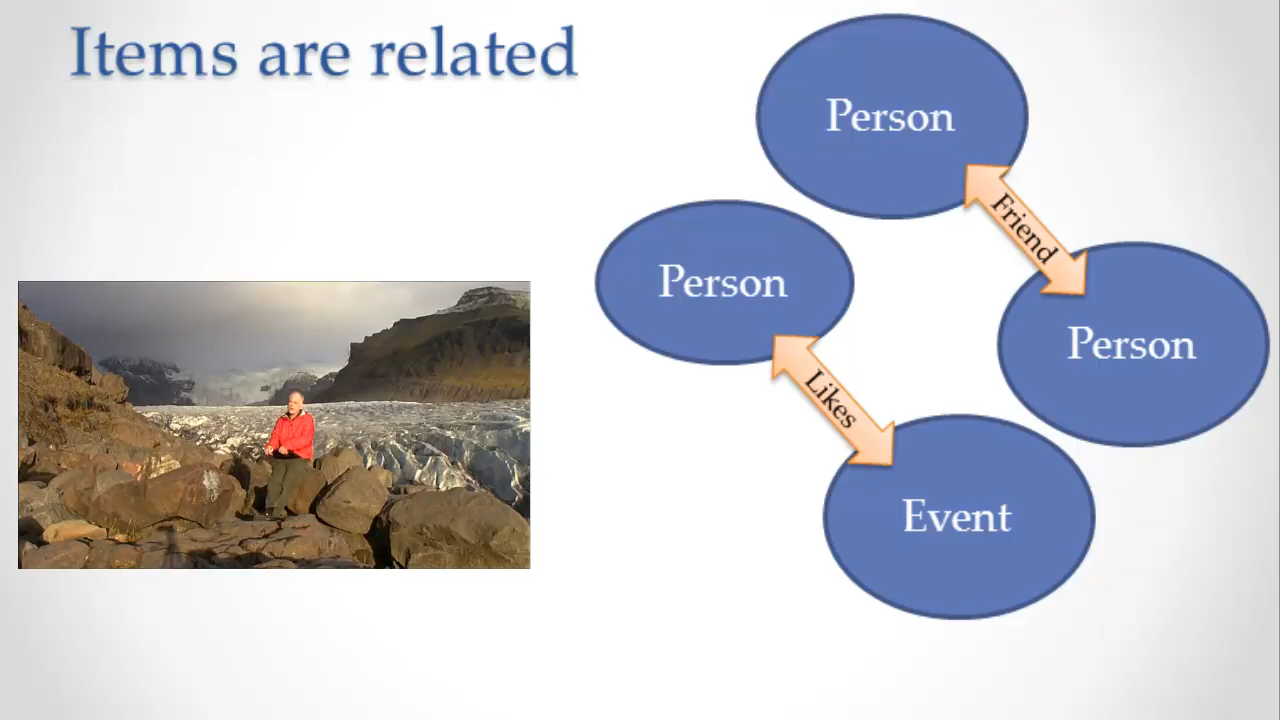 Items are related
Person
Friend
Person
Person
Likes
Event